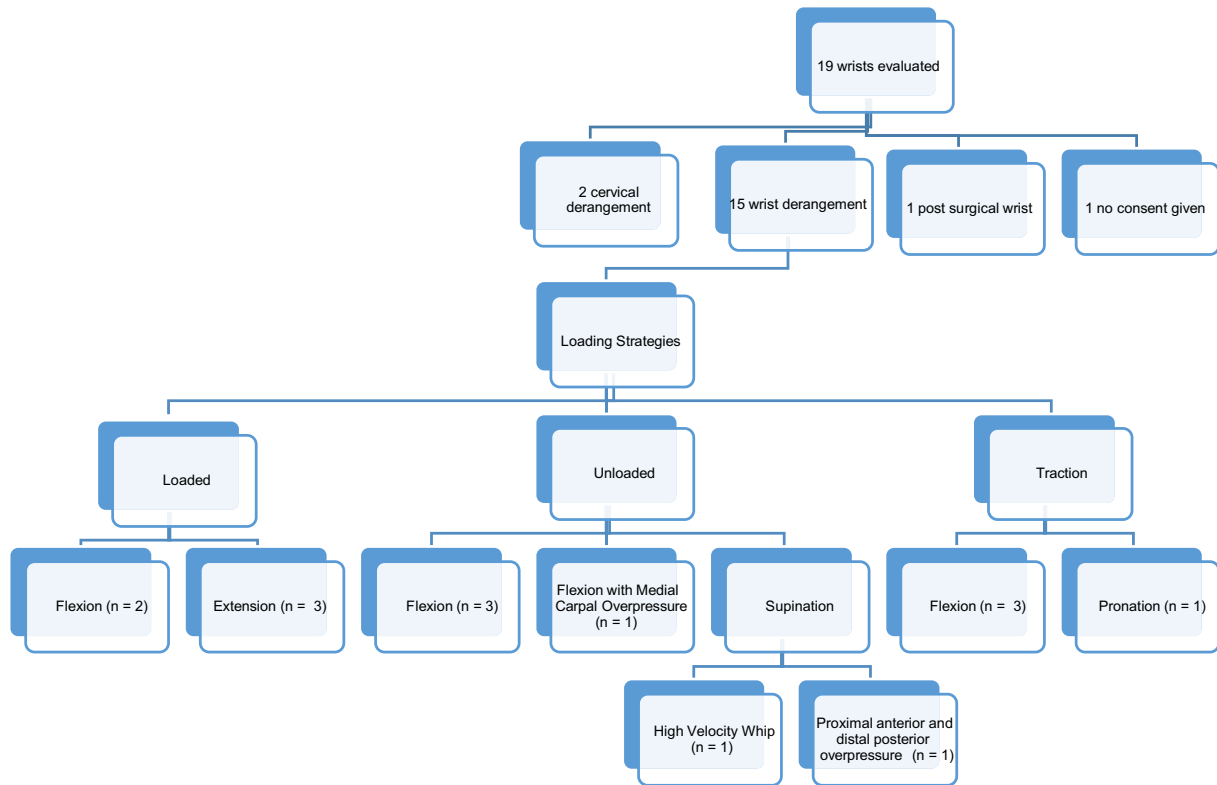 19 wrists evaluated
2 cervical
derangement
15 wrist derangement
1 post surgical wrist
1 no consent given
Loading Strategies
Loaded
Unloaded
Traction
Flexion (n = 2)
Extension (n = 3)
Flexion (n = 3)
Flexion with Medial
Carpal Overpressure
(n = 1)
Supination
Flexion (n = 3)
Pronation (n = 1)
High Velocity Whip
(n = 1)
Proximal anterior and
distal posterior
overpressure (n = 1)